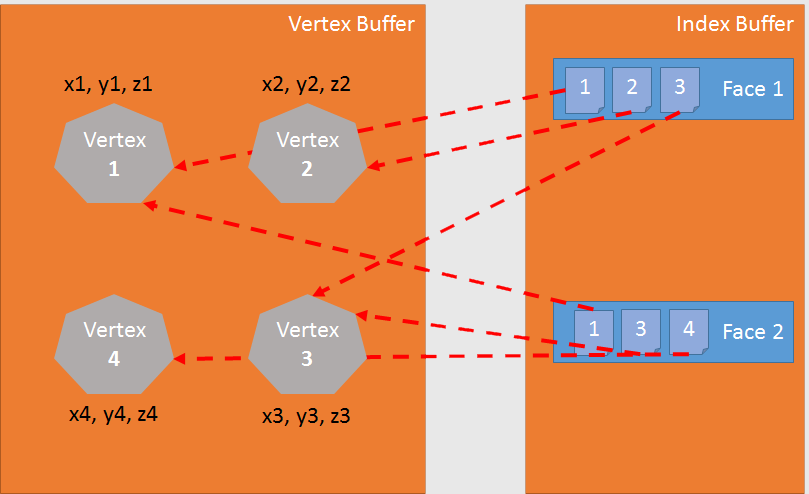 Vertex Buffer
x1, y1, z1
x2, y2, z2
Vertex
1
Vertex
2
Vertex
4
Vertex
3
x4, y4, z4
x3, y3, z3
Index Buffer
1 2 3 Face 1
1 3 4 Face 2